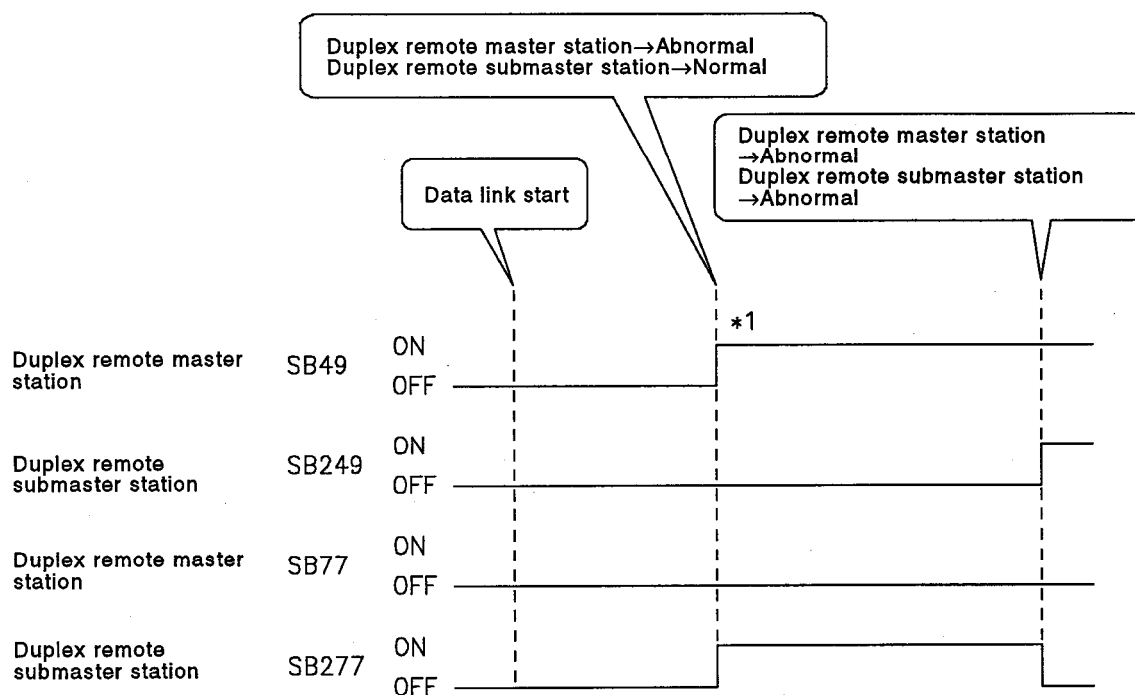 Duplex remote master station→Abnormal
Duplex remote submaster station→Normal
Duplex remote master station
→Abnormal
Duplex remote submaster station
→Abnormal
Data link start
*1
Duplex remote master
station
SB49
ON
OFF
Duplex remote
submaster station
SB249
ON
OFF
Duplex remote master
station
SB77
ON
OFF
Duplex remote
submaster station
SB277
ON
OFF